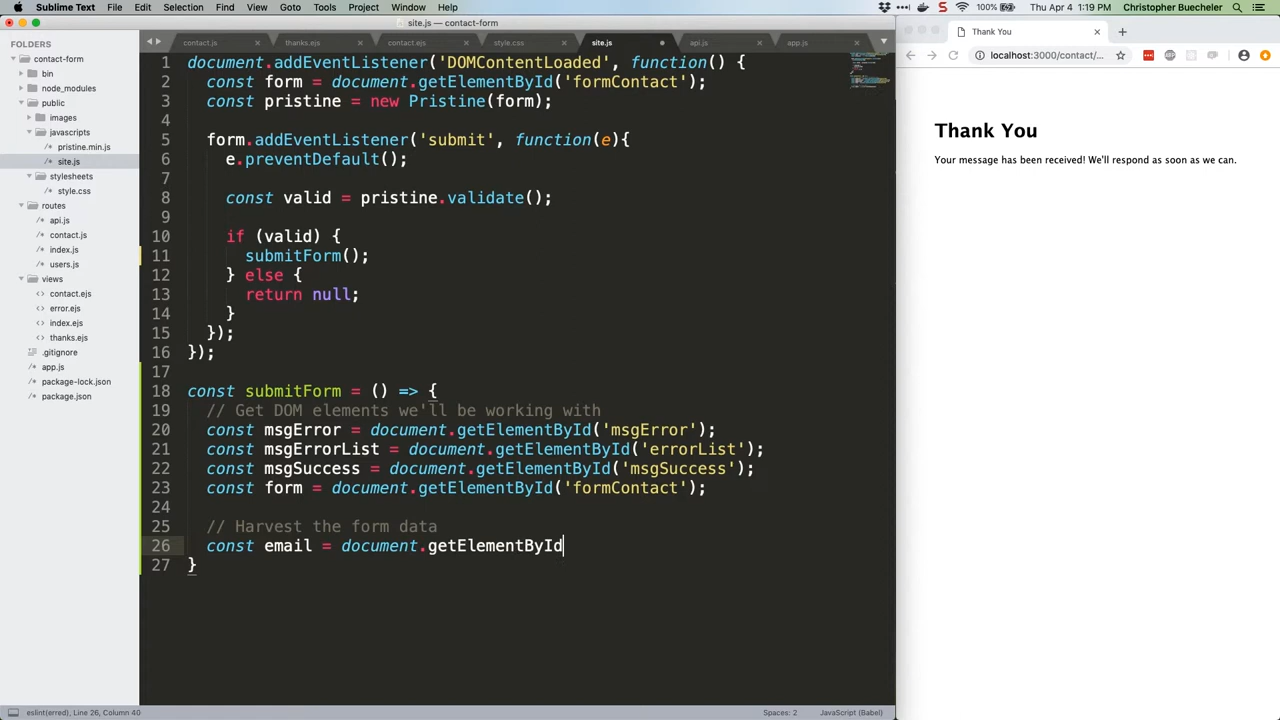 Sublime Text File Edit Selection Find View Goto Tools Project Window Help 100% Thu Apr 4 1:19 PM Christopher Buecheler
site.js — contact-form
Thank You
FOLDERS
contact-form
bin
node_modules
public
images
javascripts
pristine.min.js
site.js
stylesheets
style.css
routes
api.js
contact.js
index.js
users.js
views
contact.ejs
error.ejs
index.ejs
thanks.ejs
.gitignore
app.js
package-lock.json
package.json
contact.js thanks.ejs contact.ejs style.css site.js api.js app.js
1 document.addEventListener('DOMContentLoaded', function() {
2 const form = document.getElementById('formContact');
3 const pristine = new Pristine(form);
4
5 form.addEventListener('submit', function(e){
6 e.preventDefault();
7
8 const valid = pristine.validate();
9
10 if (valid) {
11 submitForm();
12 } else {
13 return null;
14 }
15 });
16 });
17
18 const submitForm = () => {
19 // Get DOM elements we'll be working with
20 const msgError = document.getElementById('msgError');
21 const msgErrorList = document.getElementById('errorList');
22 const msgSuccess = document.getElementById('msgSuccess');
23 const form = document.getElementById('formContact');
24
25 // Harvest the form data
26 const email = document.getElementById
27 }
localhost:3000/contact/...
Thank You
Your message has been received! We'll respond as soon as we can.
eslint(erred), Line 26, Column 40 Spaces: 2 JavaScript (Babel)